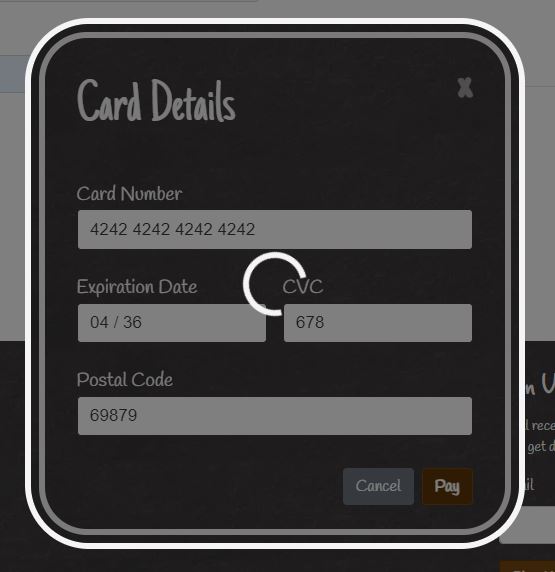 Card Details
X
Card Number
4242 4242 4242 4242
Expiration Date
CVC
04 / 36
678
Postal Code
69879
Cancel
Pay
get d